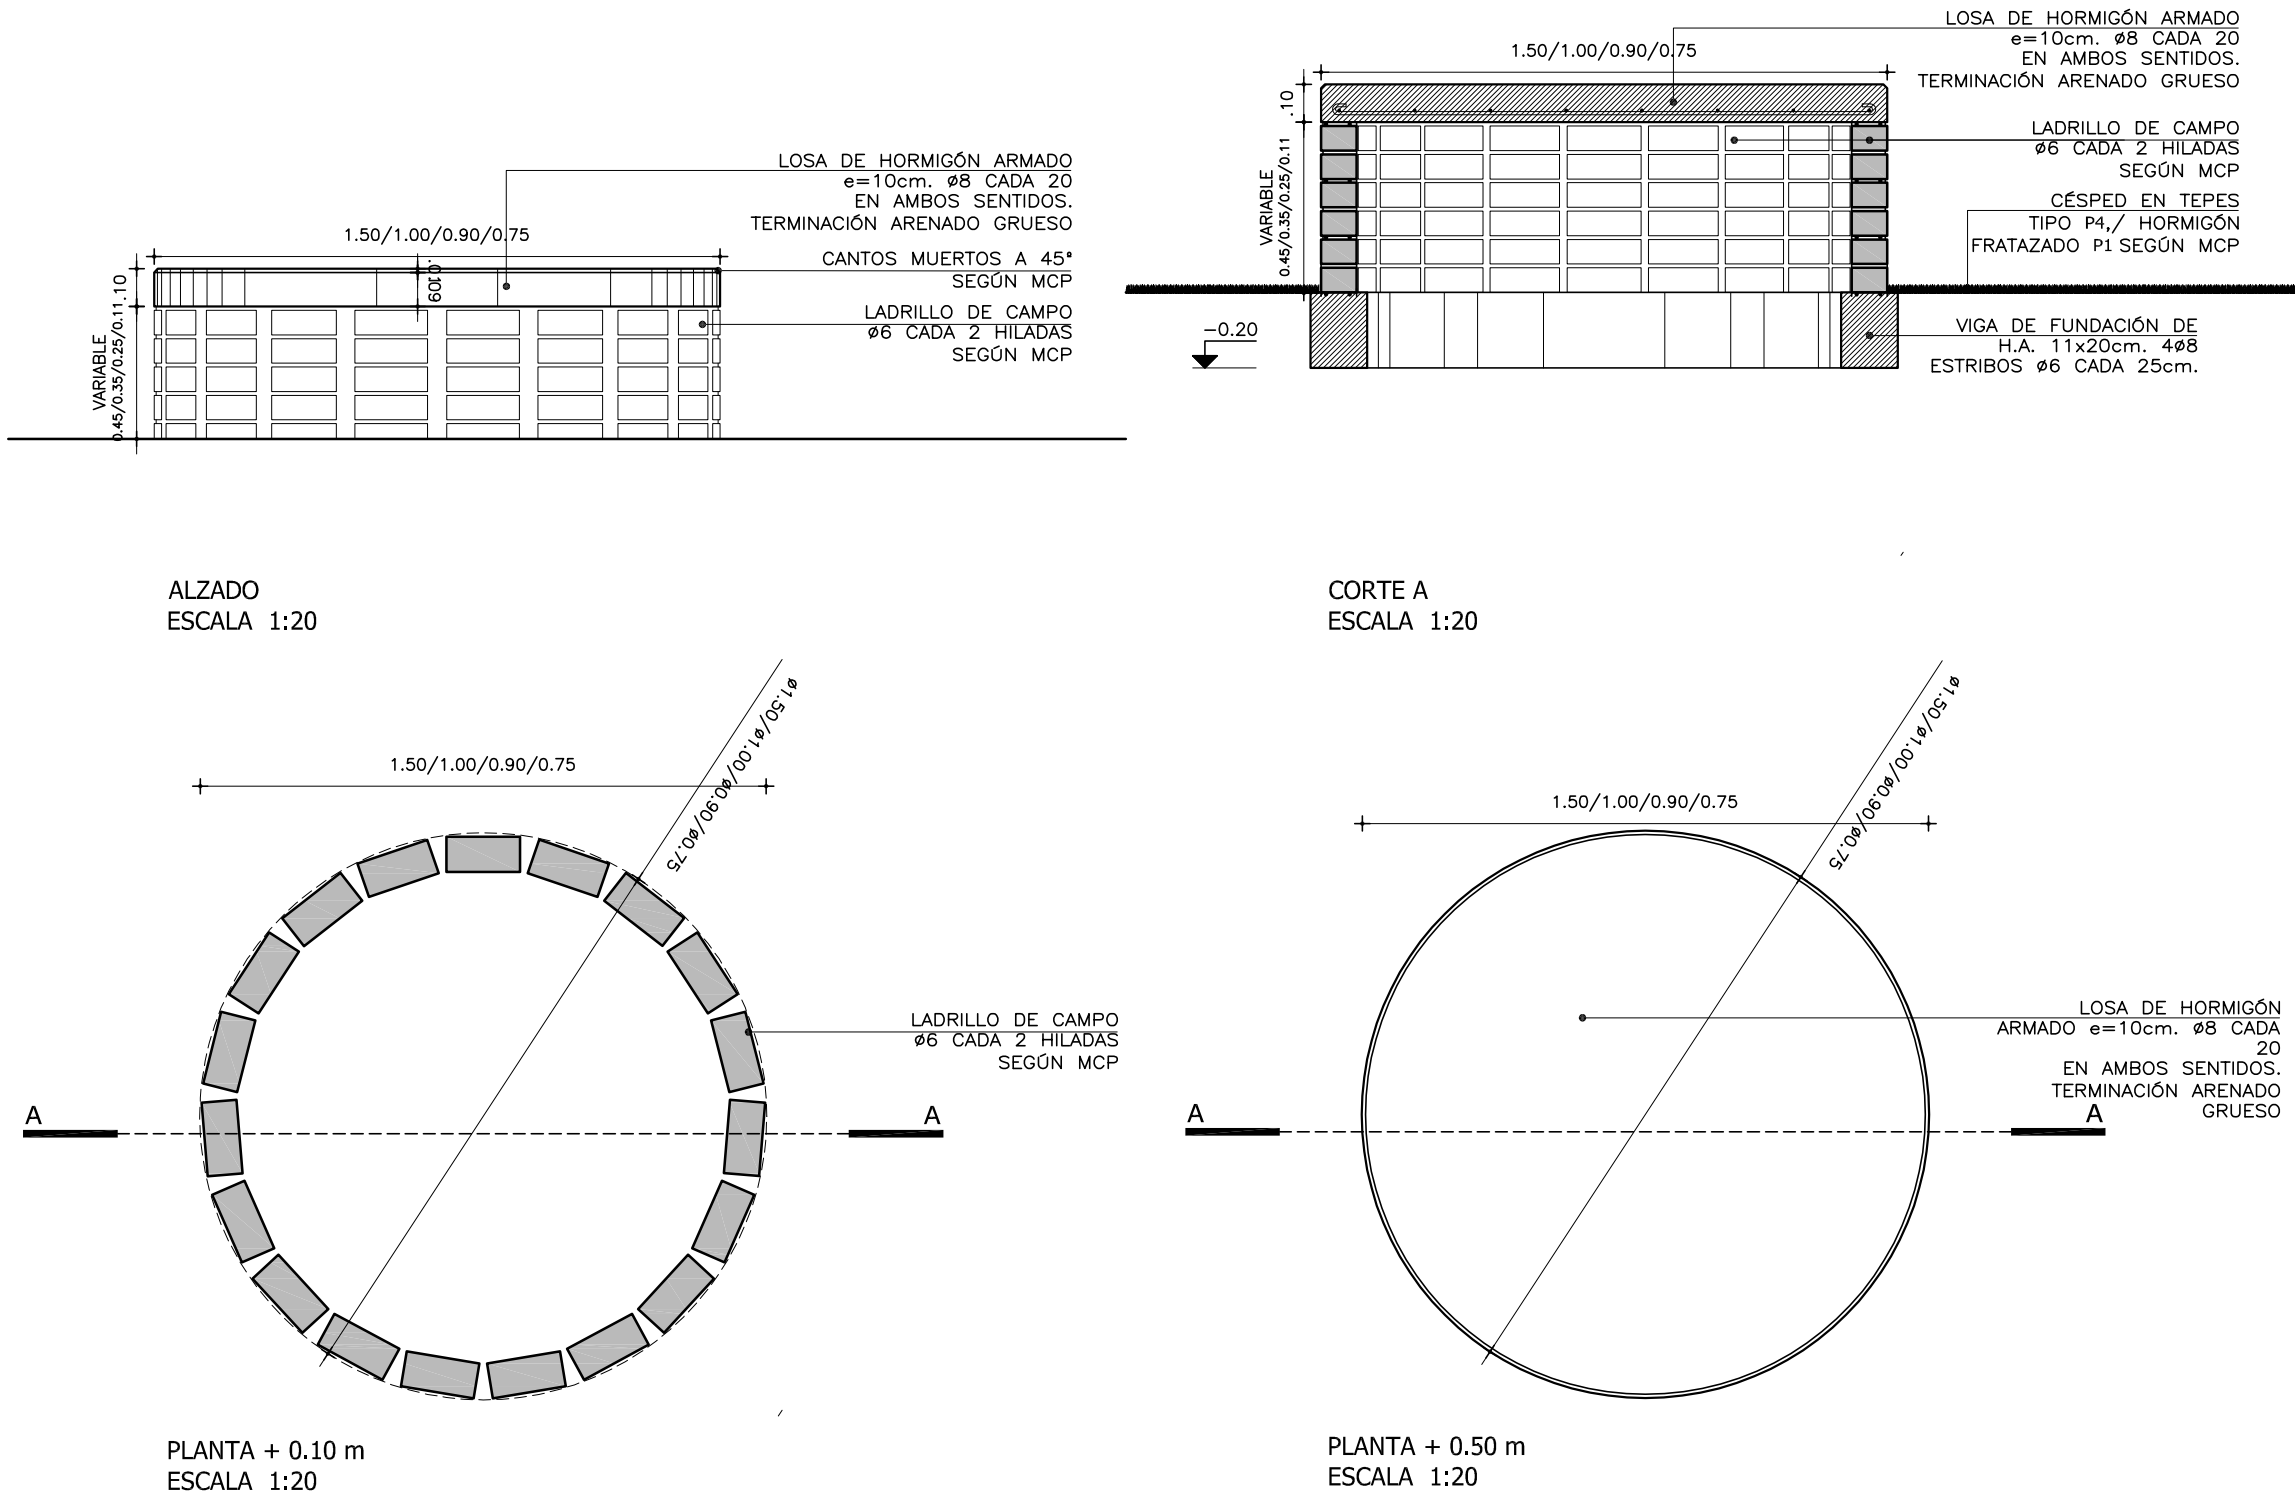 LOSA DE HORMIGÓN ARMADO
e=10cm. ø8 CADA 20
EN AMBOS SENTIDOS.
TERMINACIÓN ARENADO GRUESO
1.50/1.00/0.90/0.75
CANTOS MUERTOS A 45º
SEGÚN MCP
LADRILLO DE CAMPO
ø6 CADA 2 HILADAS
SEGÚN MCP
.10
VARIABLE
0.45/0.35/0.25/0.11
ALZADO
ESCALA 1:20
LOSA DE HORMIGÓN ARMADO
e=10cm. ø8 CADA 20
EN AMBOS SENTIDOS.
TERMINACIÓN ARENADO GRUESO
1.50/1.00/0.90/0.75
.10
VARIABLE
0.45/0.35/0.25/0.11
LADRILLO DE CAMPO
ø6 CADA 2 HILADAS
SEGÚN MCP
CÉSPED EN TEPES
TIPO P4,/ HORMIGÓN
FRATAZADO P1 SEGÚN MCP
-0.20
VIGA DE FUNDACIÓN DE
H.A. 11x20cm. 4ø8
ESTRIBOS ø6 CADA 25cm.
CORTE A
ESCALA 1:20
ø1.50/ø1.00/ø0.90/ø0.75
1.50/1.00/0.90/0.75
LADRILLO DE CAMPO
ø6 CADA 2 HILADAS
SEGÚN MCP
A
A
PLANTA + 0.10 m
ESCALA 1:20
ø1.50/ø1.00/ø0.90/ø0.75
1.50/1.00/0.90/0.75
LOSA DE HORMIGÓN
ARMADO e=10cm. ø8 CADA
20
EN AMBOS SENTIDOS.
TERMINACIÓN ARENADO
GRUESO
A
A
PLANTA + 0.50 m
ESCALA 1:20